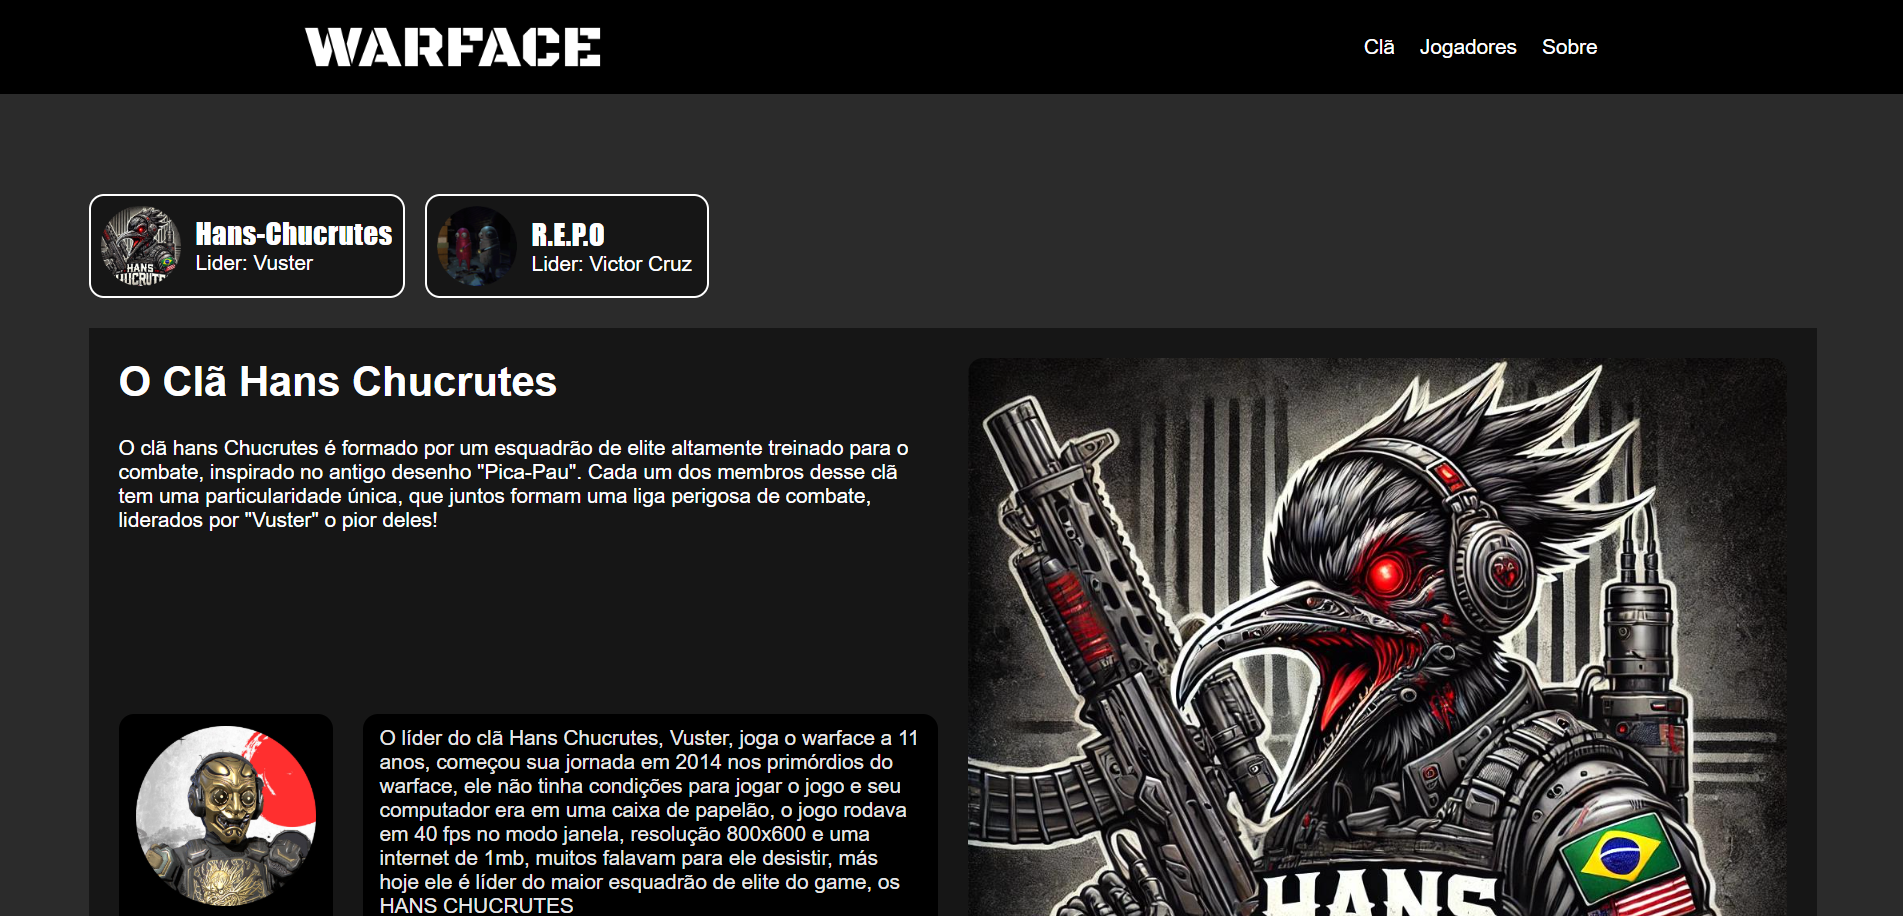 WARFACE
Clã Jogadores Sobre
Hans-Chucrutes
Lider: Vuster
R.E.P.O
Lider: Victor Cruz
O Clã Hans Chucrutes
O clã hans Chucrutes é formado por um esquadrão de elite altamente treinado para o
combate, inspirado no antigo desenho "Pica-Pau". Cada um dos membros desse clã
tem uma particularidade única, que juntos formam uma liga perigosa de combate,
liderados por "Vuster" o pior deles!
O líder do clã Hans Chucrutes, Vuster, joga o warface a 11
anos, começou sua jornada em 2014 nos primórdios do
warface, ele não tinha condições para jogar o jogo e seu
computador era em uma caixa de papelão, o jogo rodava
em 40 fps no modo janela, resolução 800x600 e uma
internet de 1mb, muitos falavam para ele desistir, más
hoje ele é líder do maior esquadrão de elite do game, os
HANS CHUCRUTES
HANS